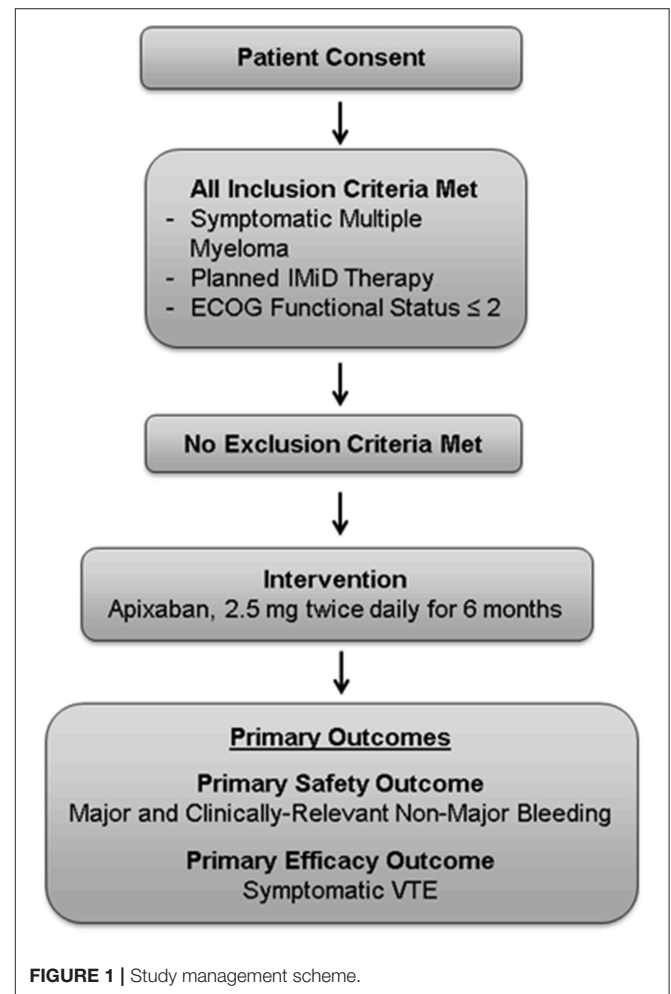 Patient Consent
All Inclusion Criteria Met
- Symptomatic Multiple
Myeloma
- Planned IMiD Therapy
- ECOG Functional Status ≤ 2
No Exclusion Criteria Met
Intervention
Apixaban, 2.5 mg twice daily for 6 months
Primary Outcomes
Primary Safety Outcome
Major and Clinically-Relevant Non-Major Bleeding
Primary Efficacy Outcome
Symptomatic VTE
FIGURE 1 | Study management scheme.